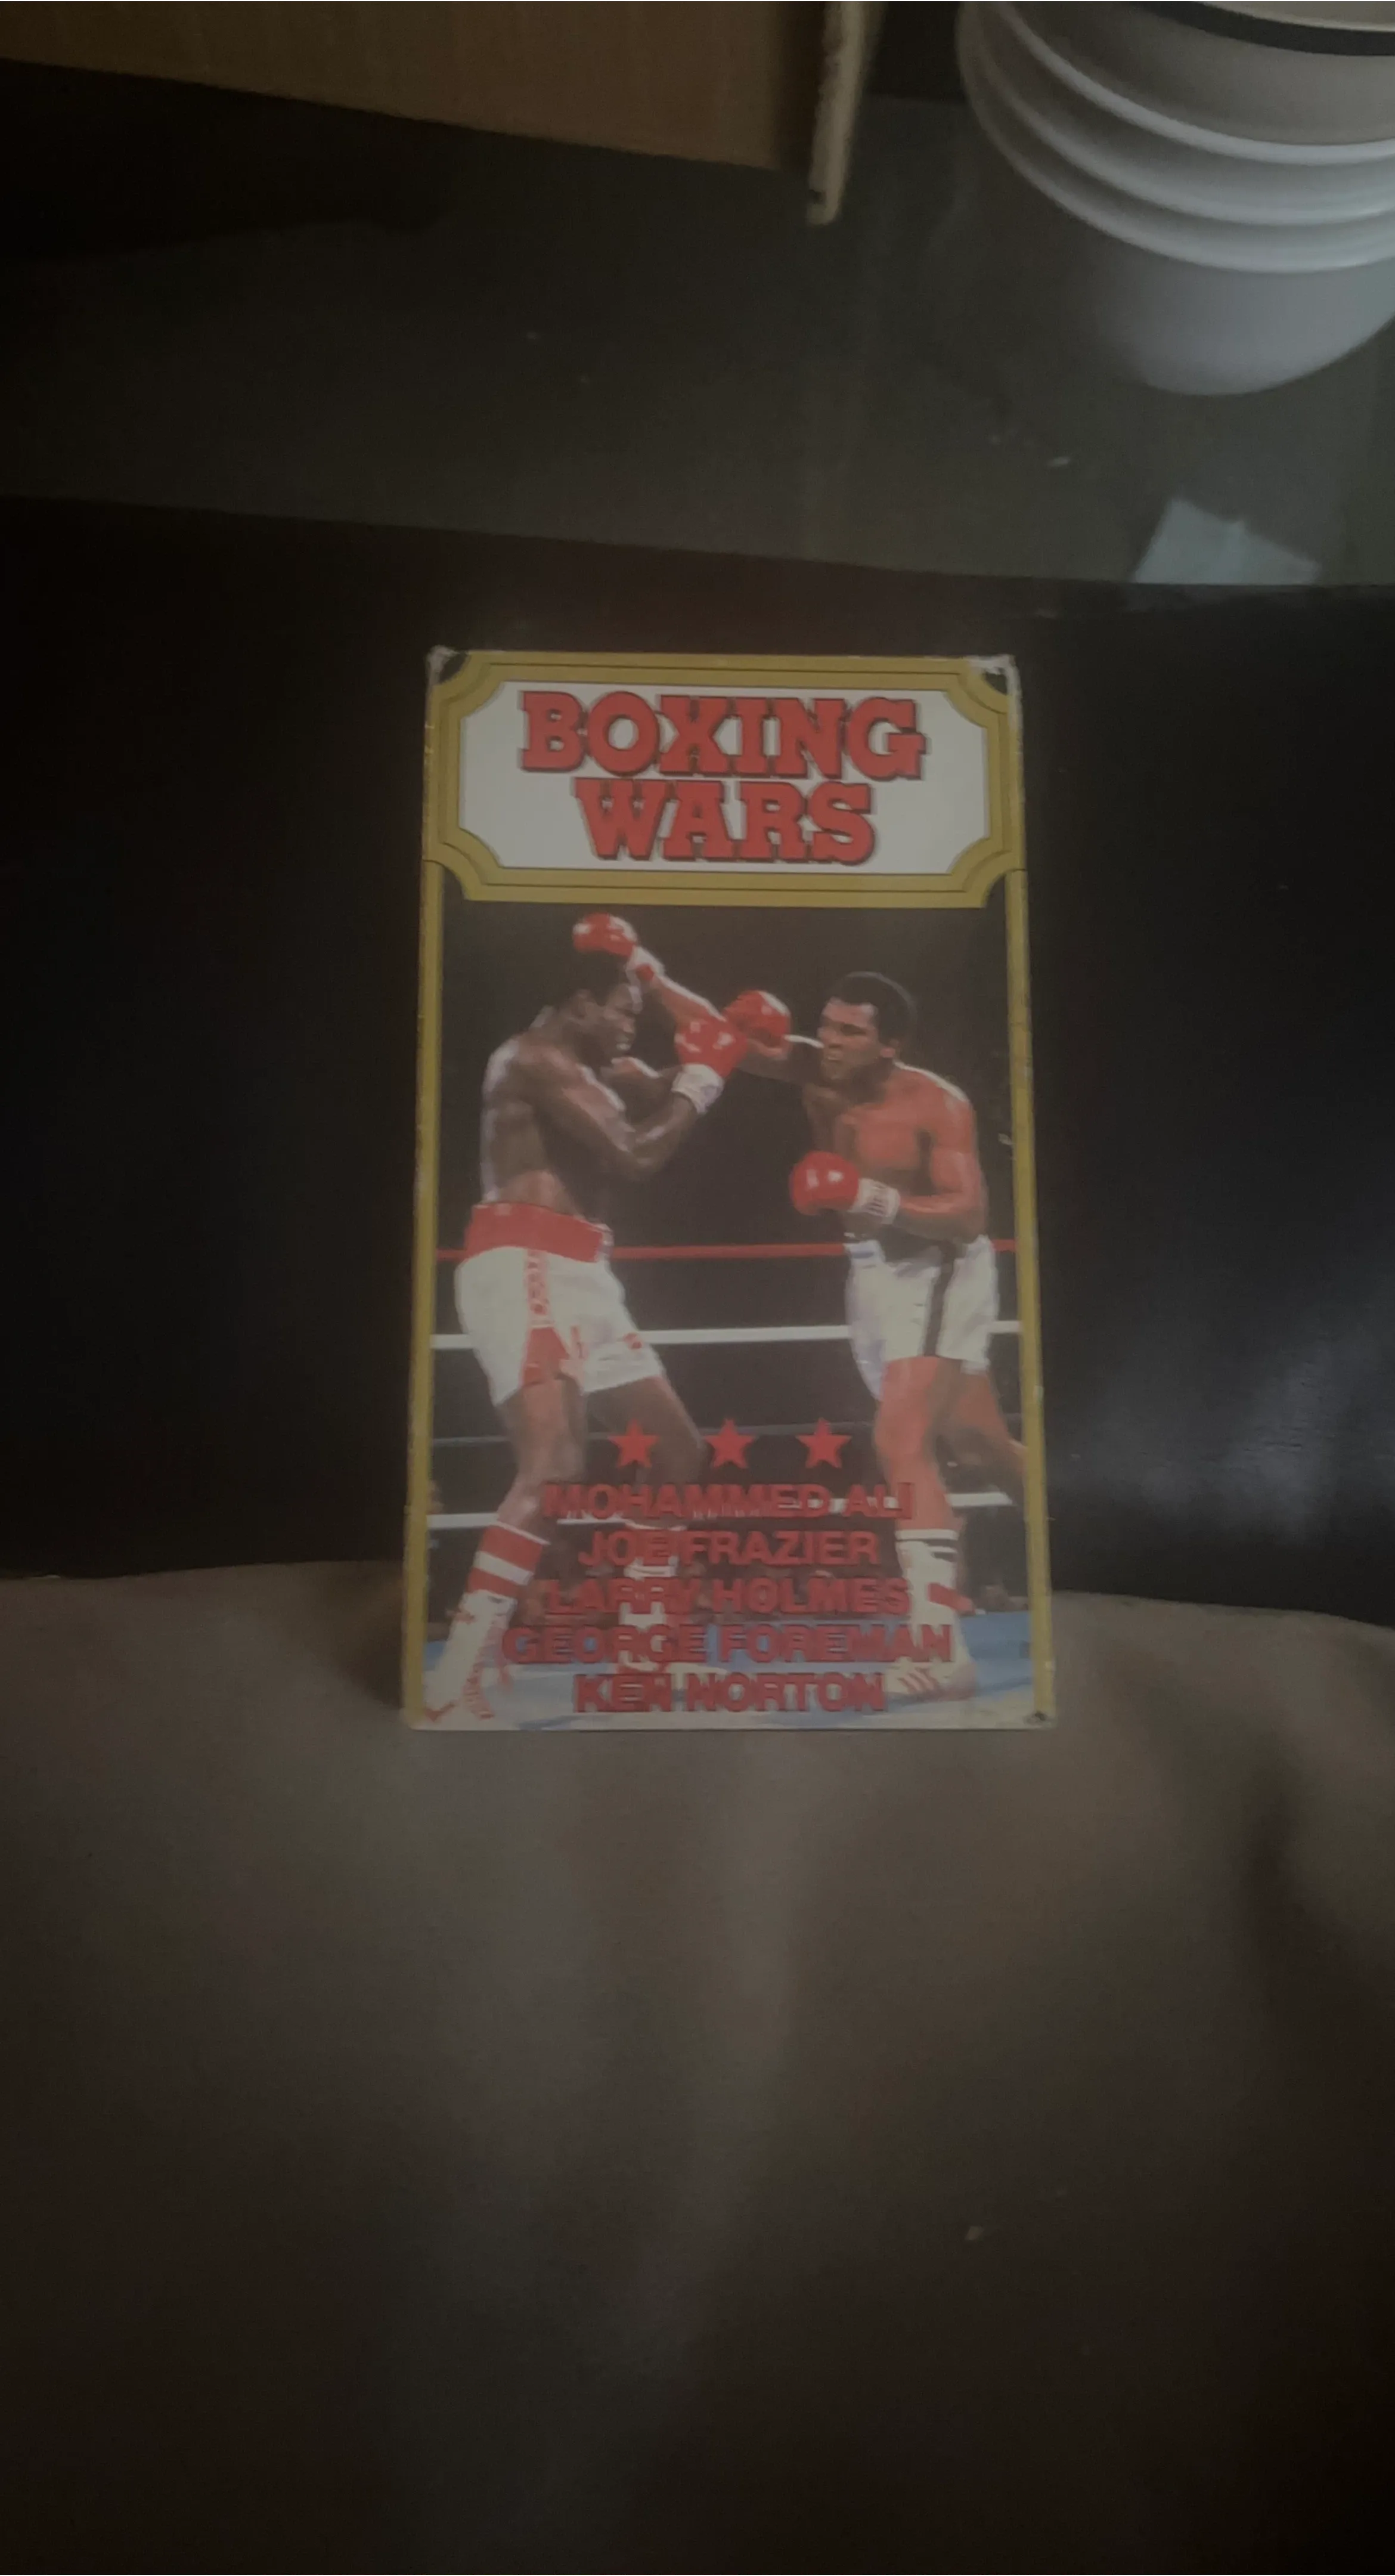 BOXING
WARS
MOHAMMED ALI
JOE FRAZIER
LARRY HOLMES
GEORGE FOREMAN
KEN NORTON